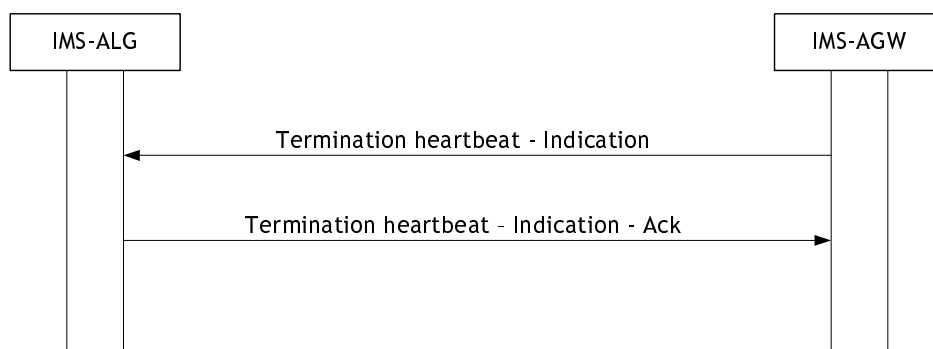 IMS-ALG
IMS-AGW
Termination heartbeat - Indication
Termination heartbeat – Indication - Ack